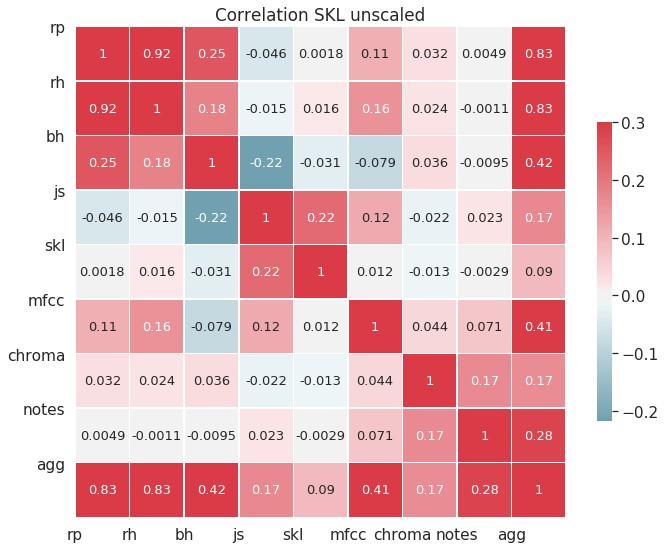 Correlation SKL unscaled
rp
1 0.92 0.25 -0.046 0.0018 0.11 0.032 0.0049 0.83
rh
0.92 1 0.18 -0.015 0.016 0.16 0.024 -0.0011 0.83
bh
0.25 0.18 1 -0.22 -0.031 -0.079 0.036 -0.0095 0.42
js
-0.046 -0.015 -0.22 1 0.22 0.12 -0.022 0.023 0.17
skl
0.0018 0.016 -0.031 0.22 1 0.012 -0.013 -0.0029 0.09
mfcc
0.11 0.16 -0.079 0.12 0.012 1 0.044 0.071 0.41
chroma
0.032 0.024 0.036 -0.022 -0.013 0.044 1 0.17 0.17
notes
0.0049 -0.0011 -0.0095 0.023 -0.0029 0.071 0.17 1 0.28
agg
0.83 0.83 0.42 0.17 0.09 0.41 0.17 0.28 1
rp rh bh js skl mfcc chroma notes agg
0.3
0.2
0.1
0.0
−0.1
−0.2